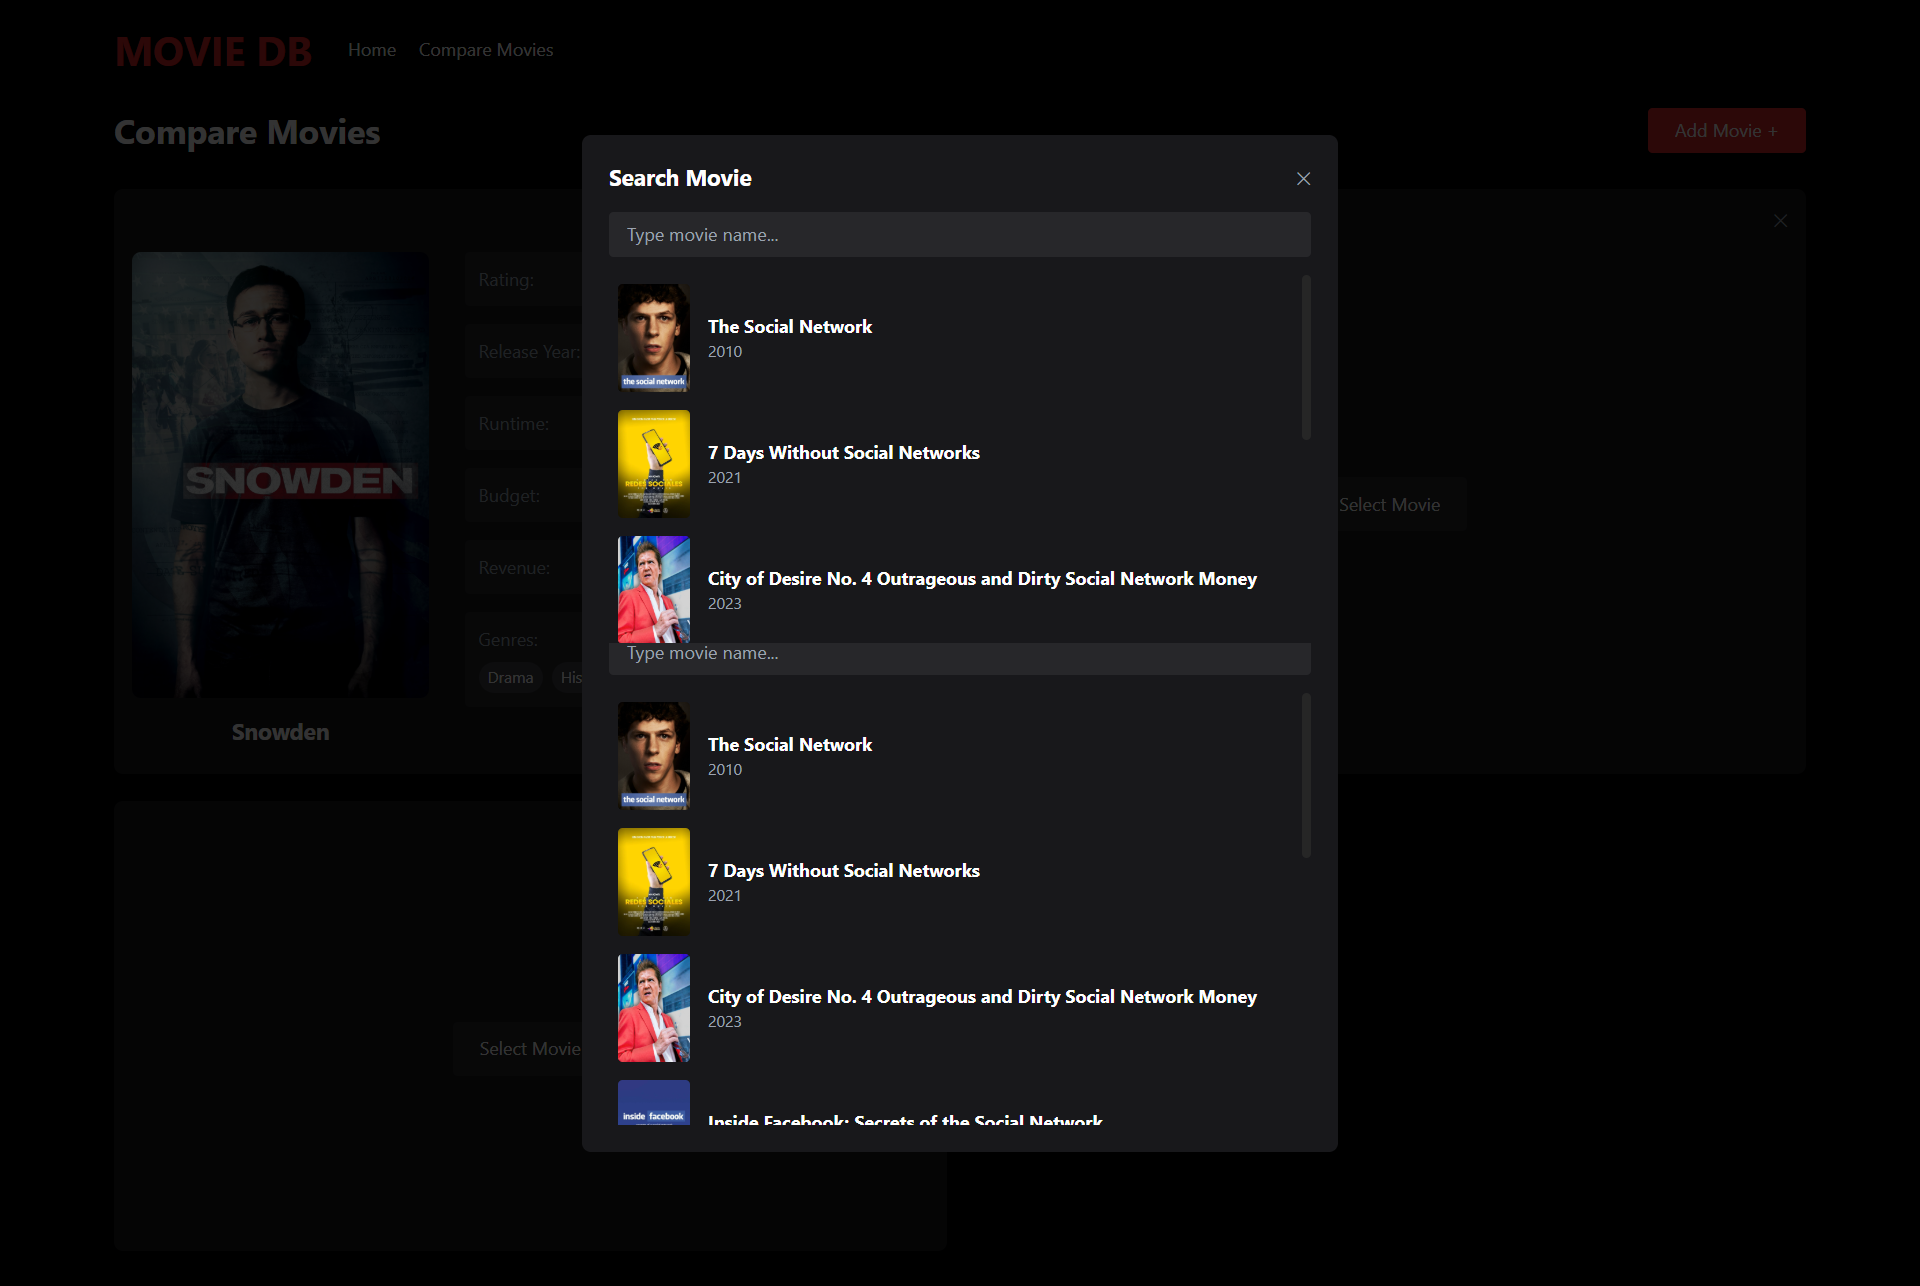 MOVIE DB
Home
Compare Movies
Compare Movies
Add Movie +
SNOWDEN
Snowden
Rating:
Release Year:
Runtime:
Budget:
Revenue:
Genres:
Drama
His
Select Movie
Select Movie
Search Movie
Type movie name...
the social network
The Social Network
2010
REDES SOCIALES
7 Days Without Social Networks
2021
City of Desire No. 4 Outrageous and Dirty Social Network Money
2023
Type movie name...
the social network
The Social Network
2010
REDES SOCIALES
7 Days Without Social Networks
2021
City of Desire No. 4 Outrageous and Dirty Social Network Money
2023
inside facebook
Inside Facebook: Secrets of the Social Network